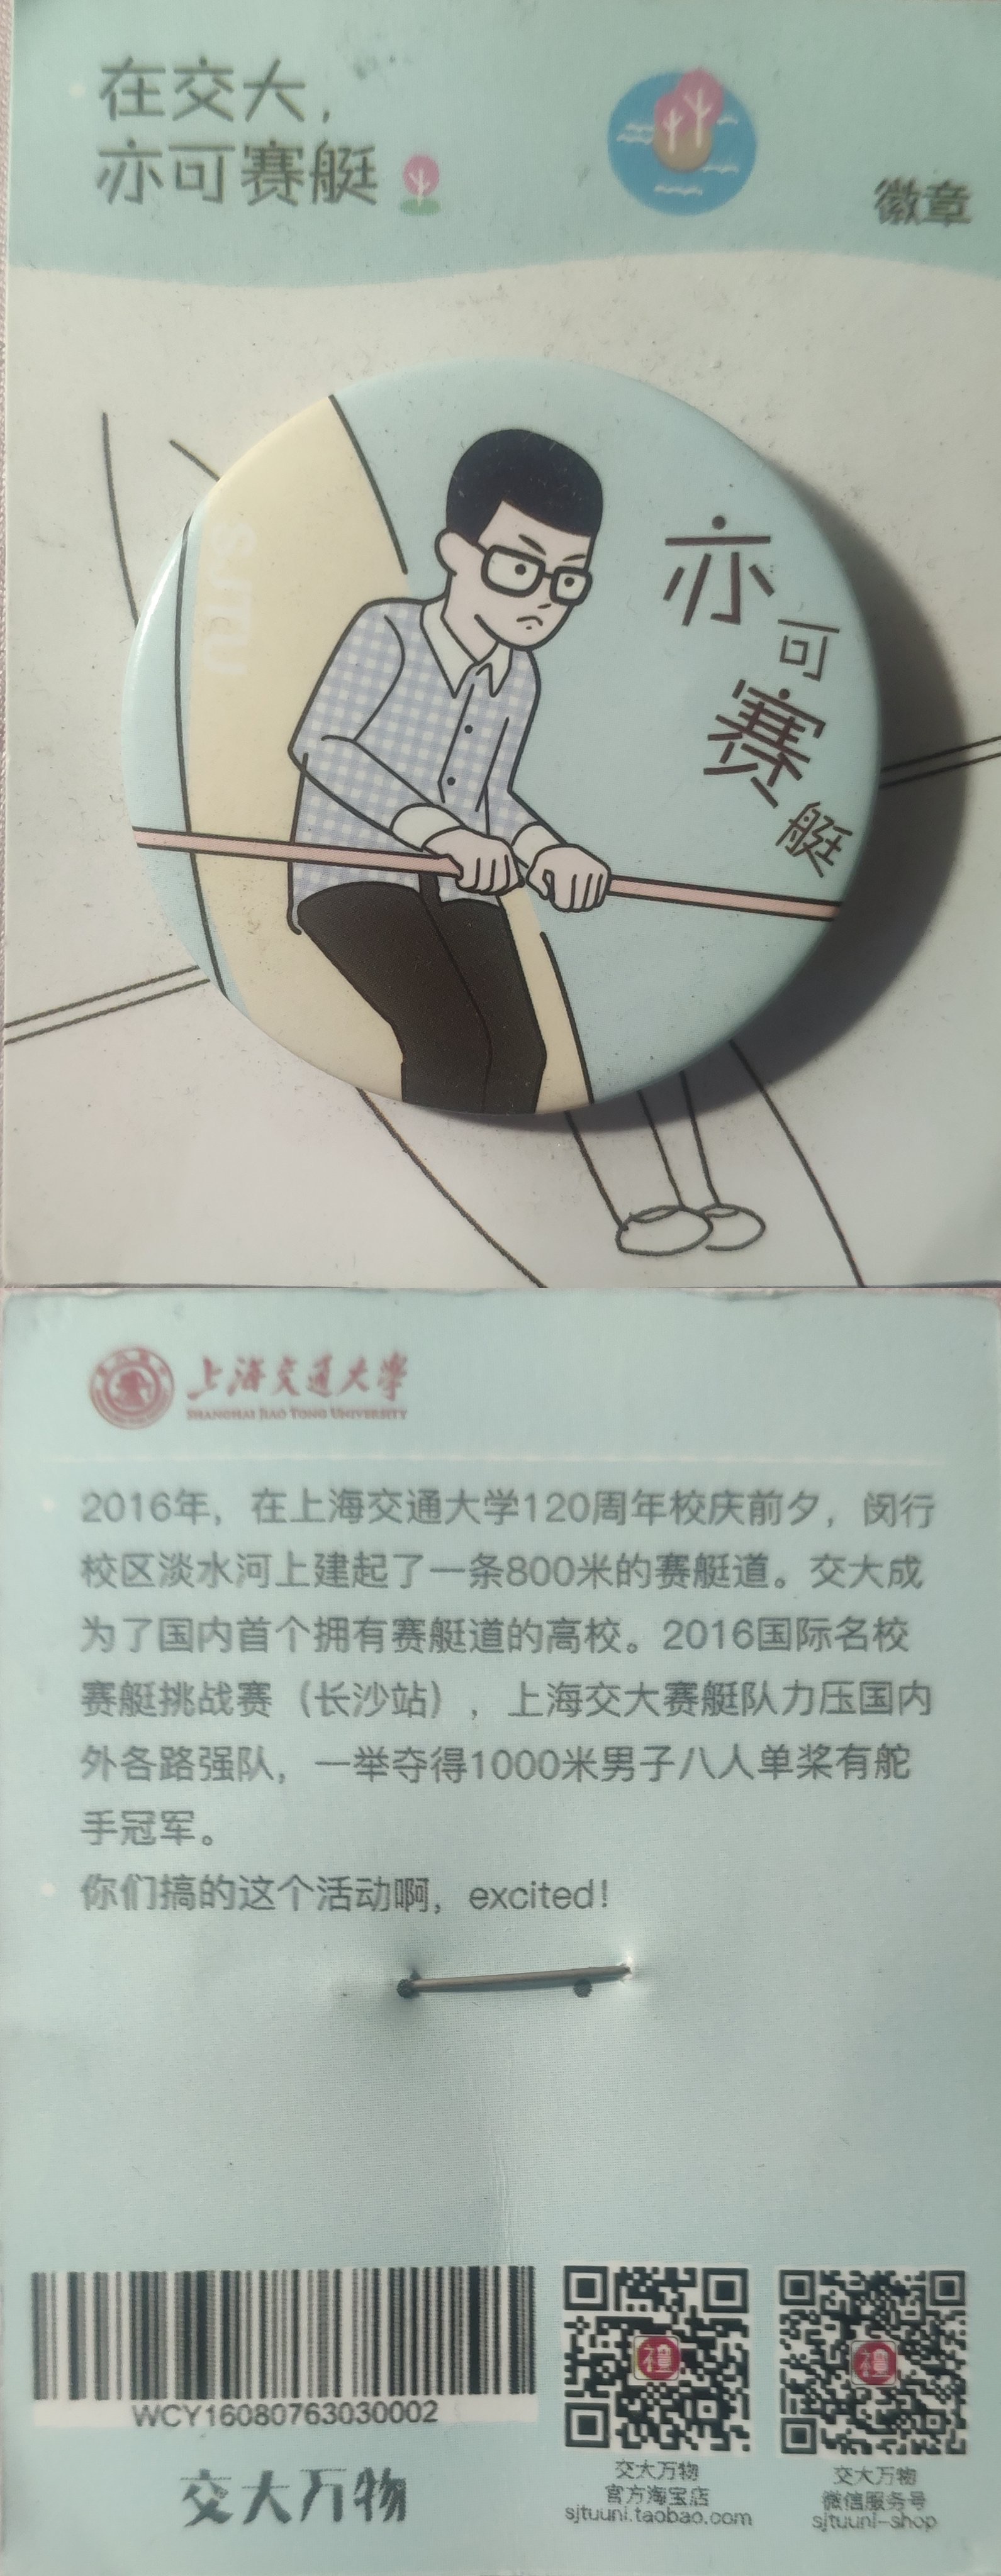 在交大，
亦可赛艇
徽章
SJTU
亦
可
赛
艇
上海交通大学
SHANGHAI JIAO TONG UNIVERSITY
2016年，在上海交通大学120周年校庆前夕，闵行
校区淡水河上建起了一条800米的赛艇道。交大成
为了国内首个拥有赛艇道的高校。2016国际名校
赛艇挑战赛（长沙站），上海交大赛艇队力压国内
外各路强队，一举夺得1000米男子八人单桨有舵
手冠军。
你们搞的这个活动啊，excited!
WCY16080763030002
交大万物
禮
交大万物
官方淘宝店
sjtuuni.taobao.com
禮
交大万物
微信服务号
sjtuuni-shop